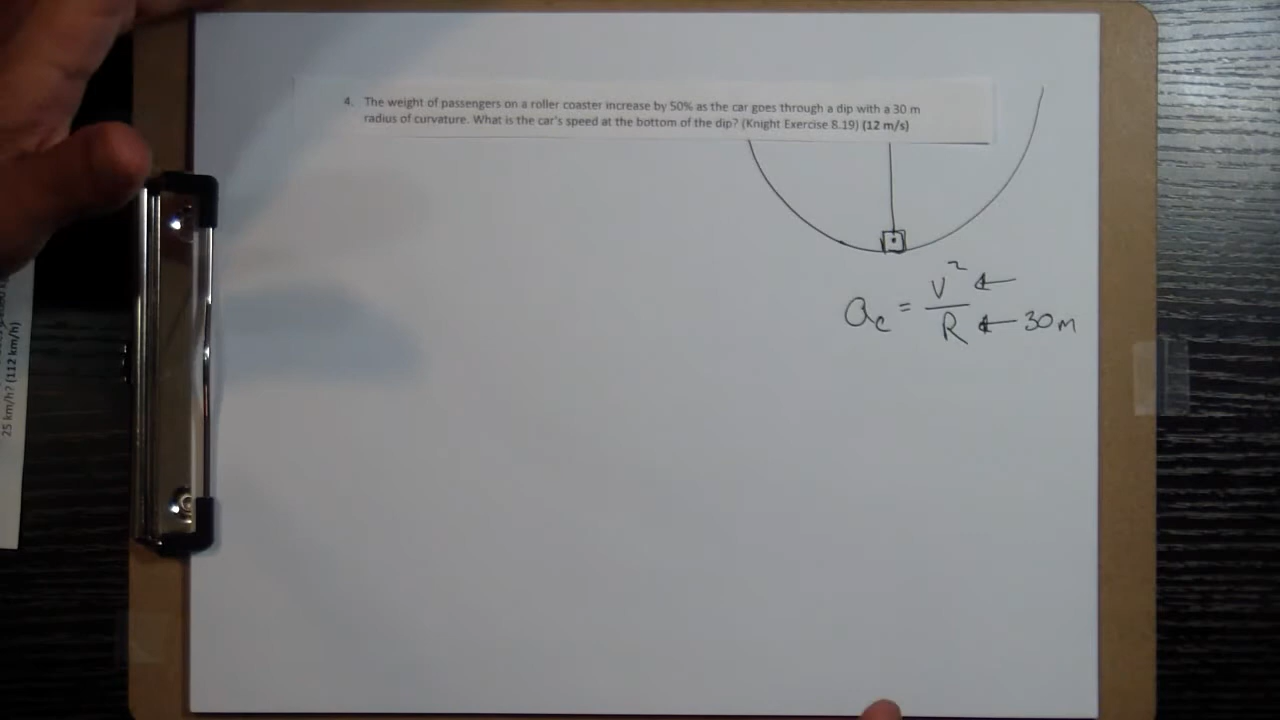 4. The weight of passengers on a roller coaster increase by 50% as the car goes through a dip with a 30 m
radius of curvature. What is the car's speed at the bottom of the dip? (Knight Exercise 8.19) (12 m/s)
a_c = v² / R
30 m
25 km/h? (112 km/h)